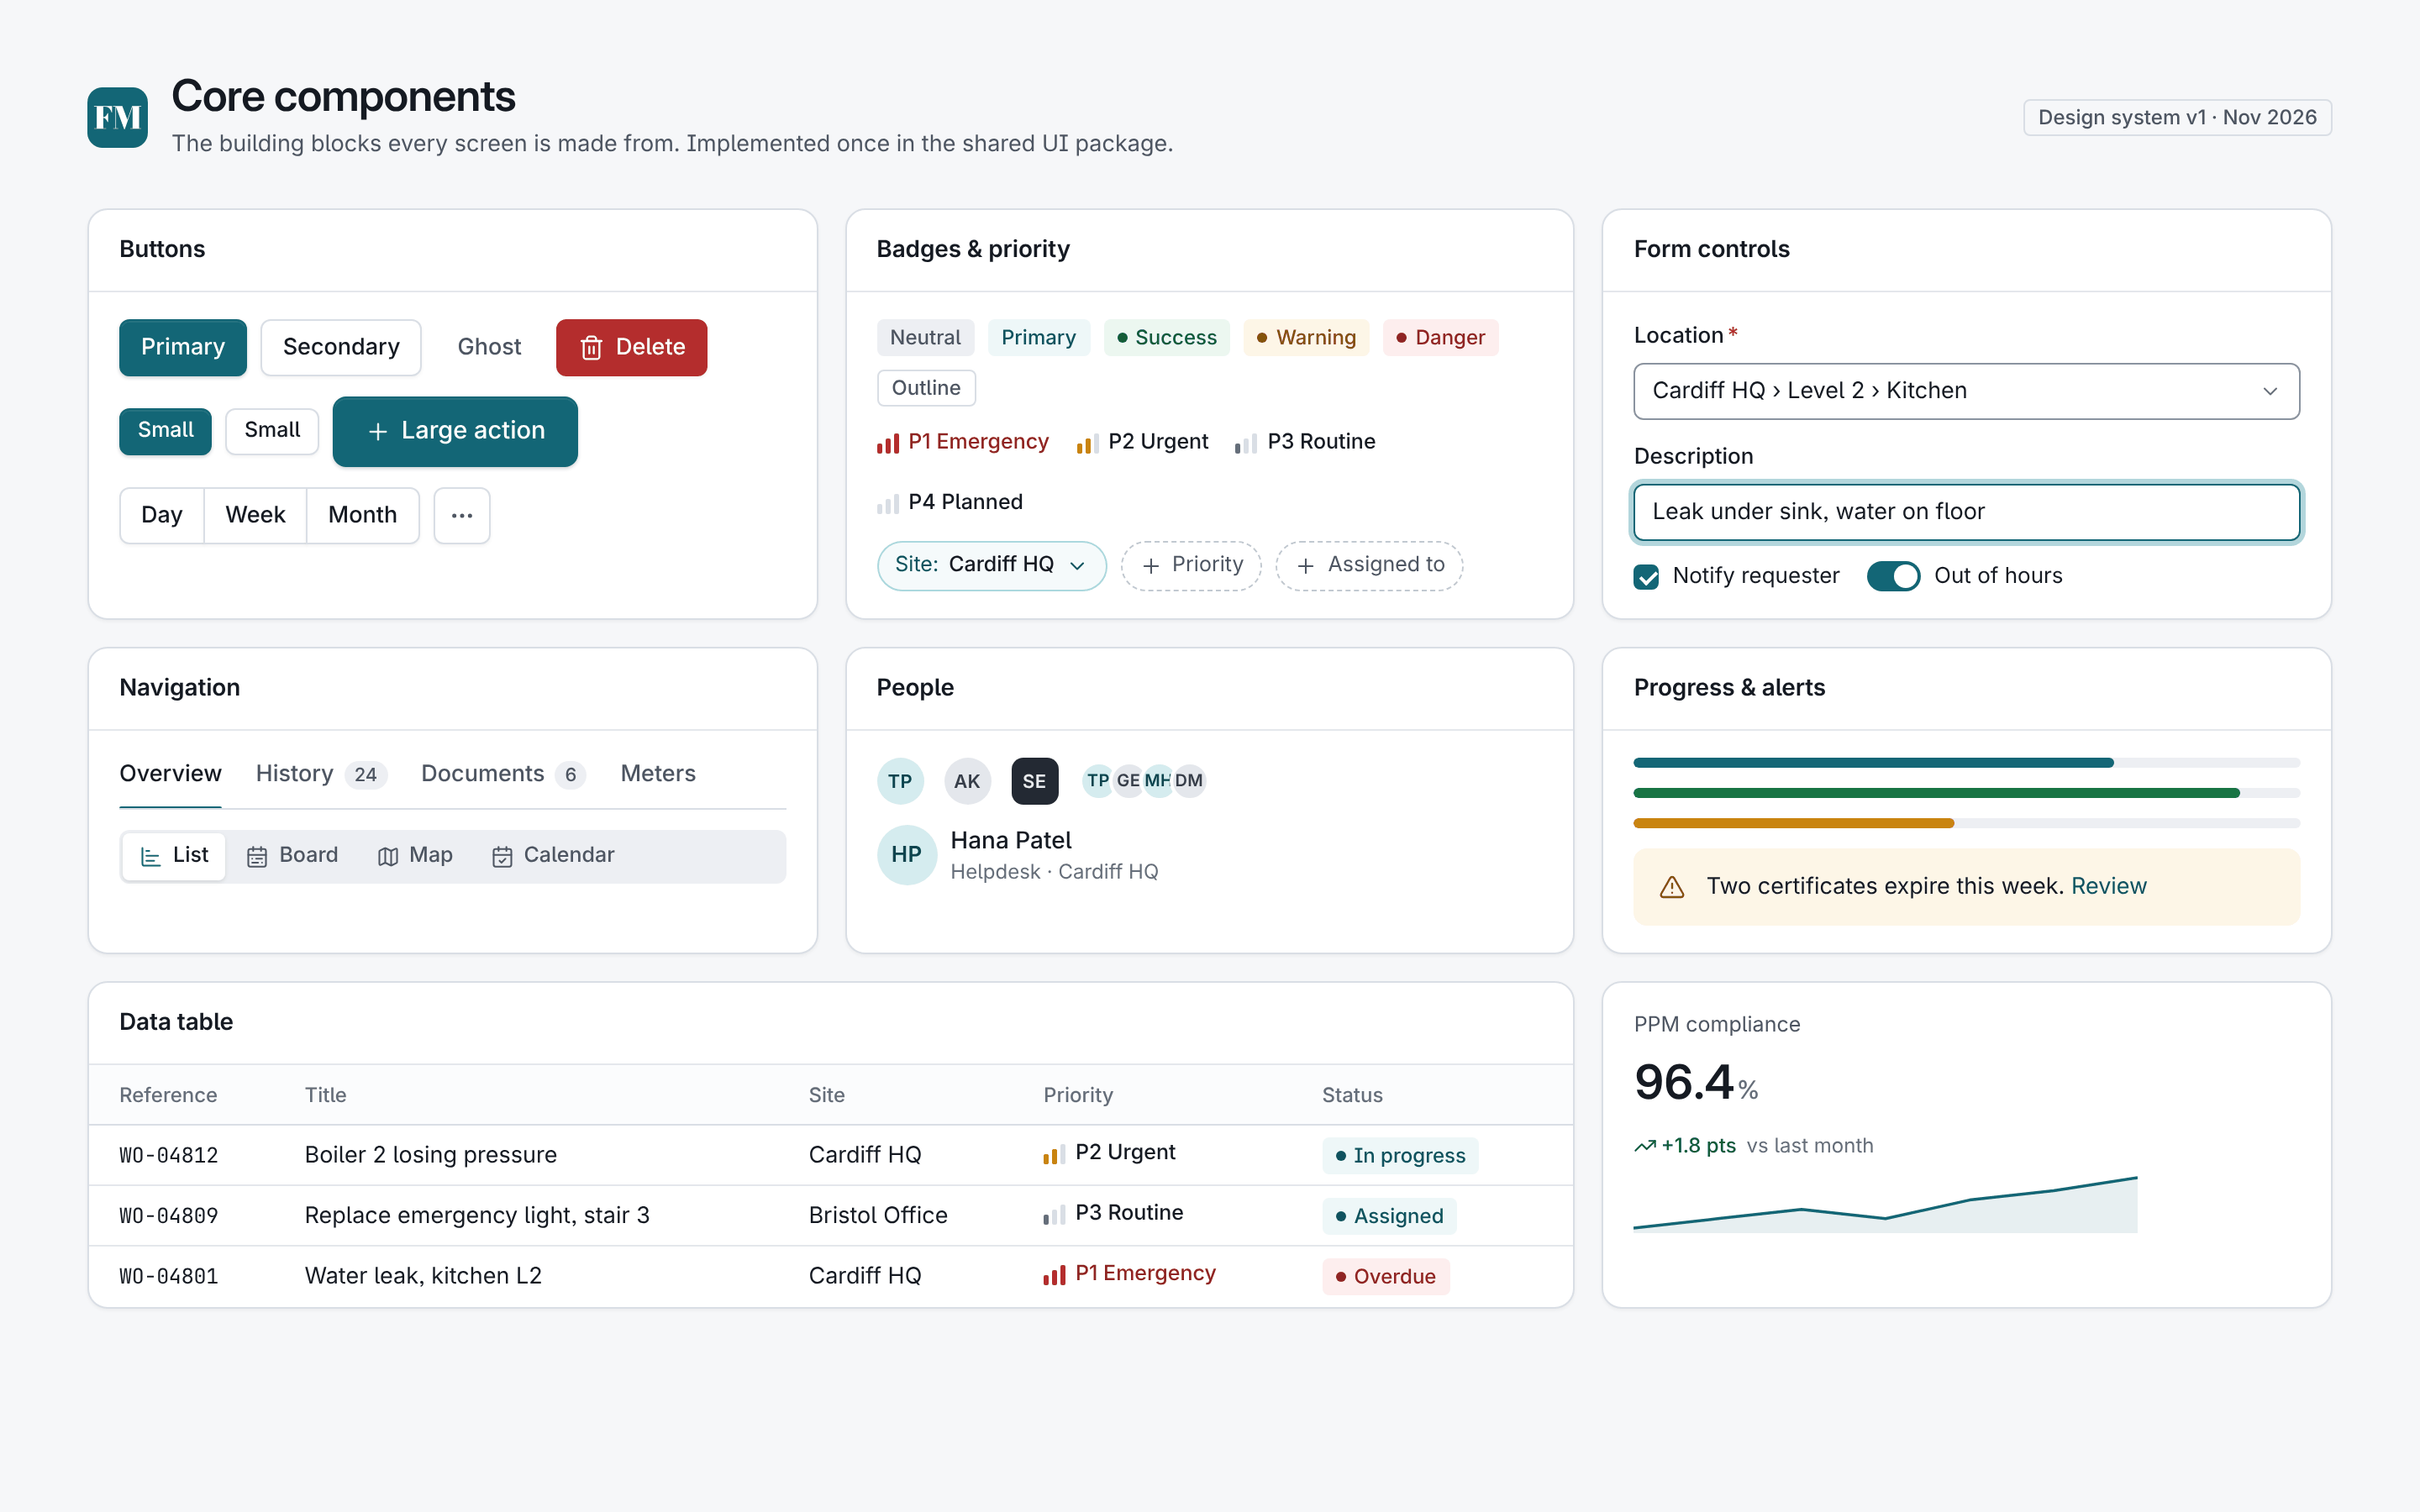 FM
Core components
The building blocks every screen is made from. Implemented once in the shared UI package.
Design system v1 · Nov 2026
Buttons
Primary Secondary Ghost Delete
Small Small + Large action
Day Week Month ···
Badges & priority
Neutral Primary Success Warning Danger
Outline
P1 Emergency P2 Urgent P3 Routine
P4 Planned
Site: Cardiff HQ + Priority + Assigned to
Form controls
Location*
Cardiff HQ › Level 2 › Kitchen
Description
Leak under sink, water on floor
Notify requester Out of hours
Navigation
Overview History 24 Documents 6 Meters
List Board Map Calendar
People
TP AK SE TP GE MH DM
HP Hana Patel
Helpdesk · Cardiff HQ
Progress & alerts
Two certificates expire this week. Review
Data table
Reference Title Site Priority Status
WO-04812 Boiler 2 losing pressure Cardiff HQ P2 Urgent In progress
WO-04809 Replace emergency light, stair 3 Bristol Office P3 Routine Assigned
WO-04801 Water leak, kitchen L2 Cardiff HQ P1 Emergency Overdue
PPM compliance
96.4%
+1.8 pts vs last month